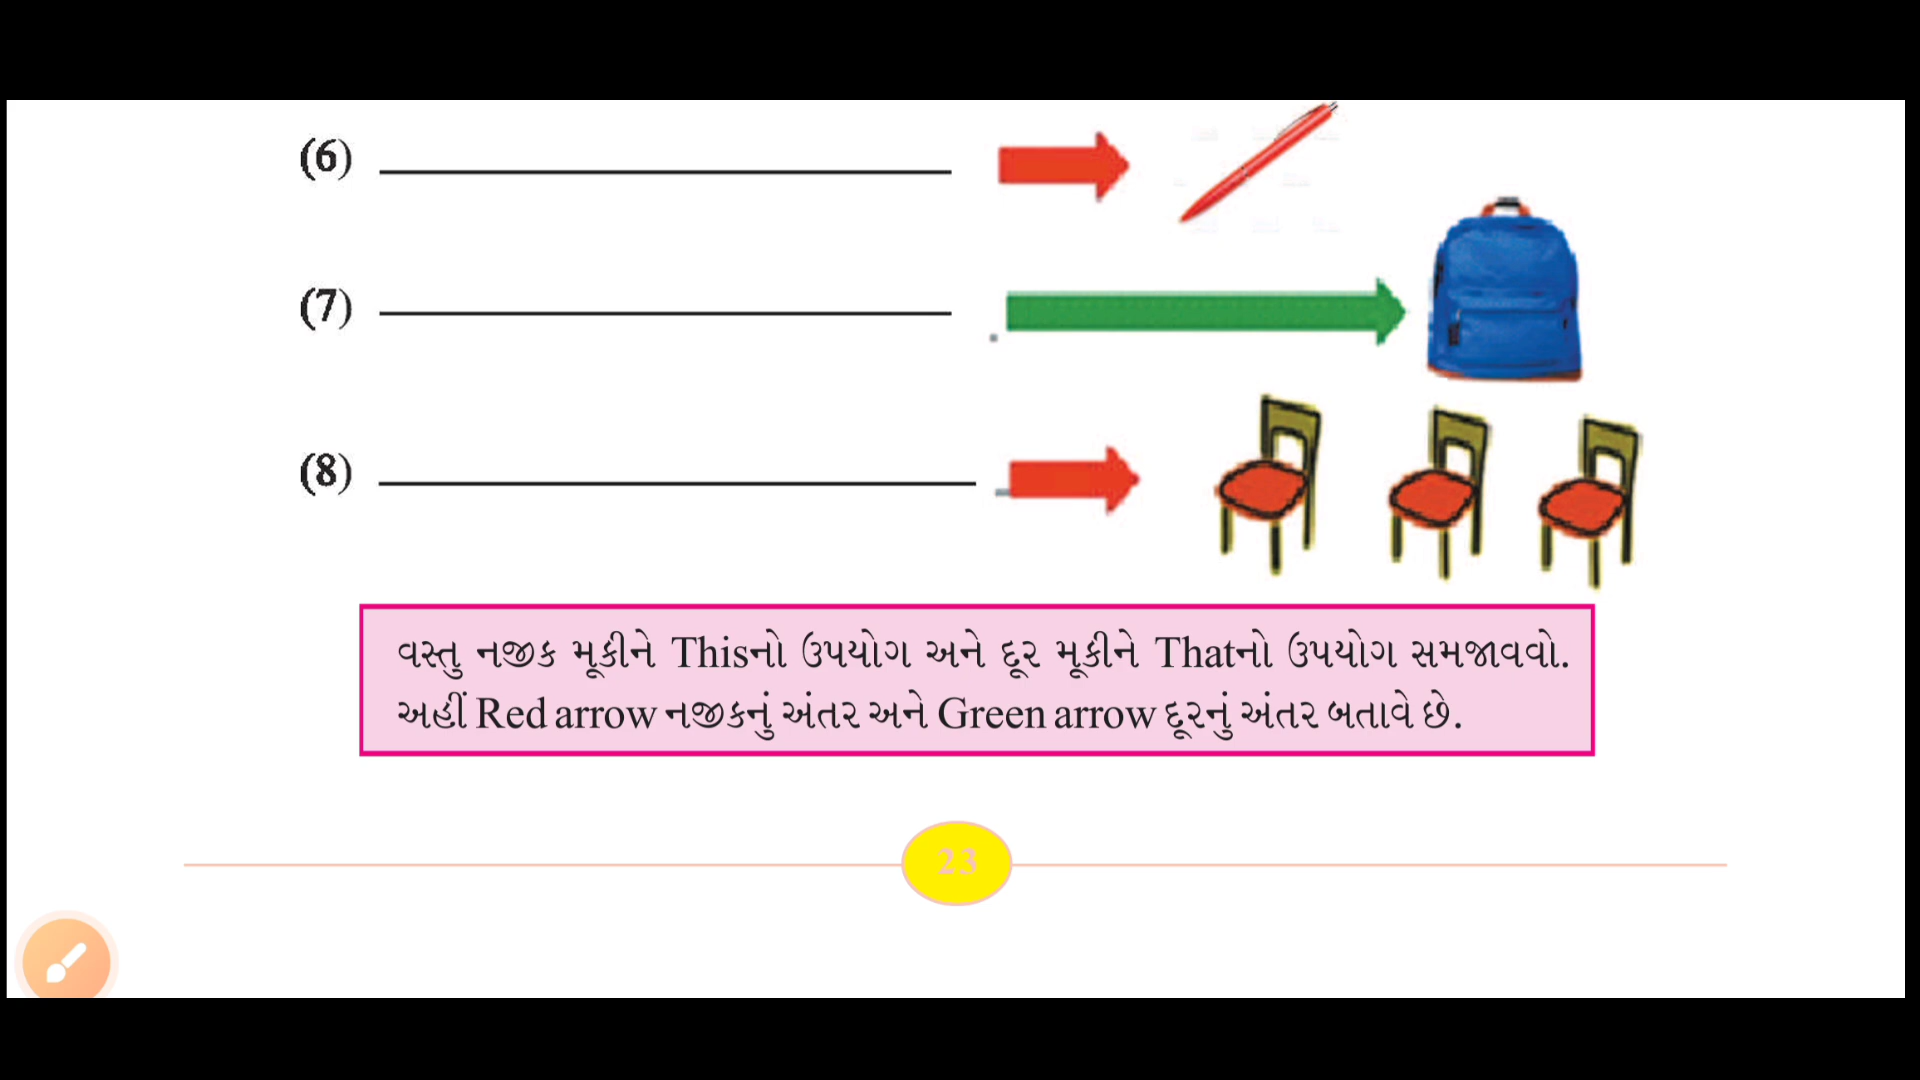 (6)
(7)
(8)
વસ્તુ નજીક મૂકીને Thisનો ઉપયોગ અને દૂર મૂકીને Thatનો ઉપયોગ સમજાવવો.
અહીં Red arrow નજીકનું અંતર અને Green arrow દૂરનું અંતર બતાવે છે.
23